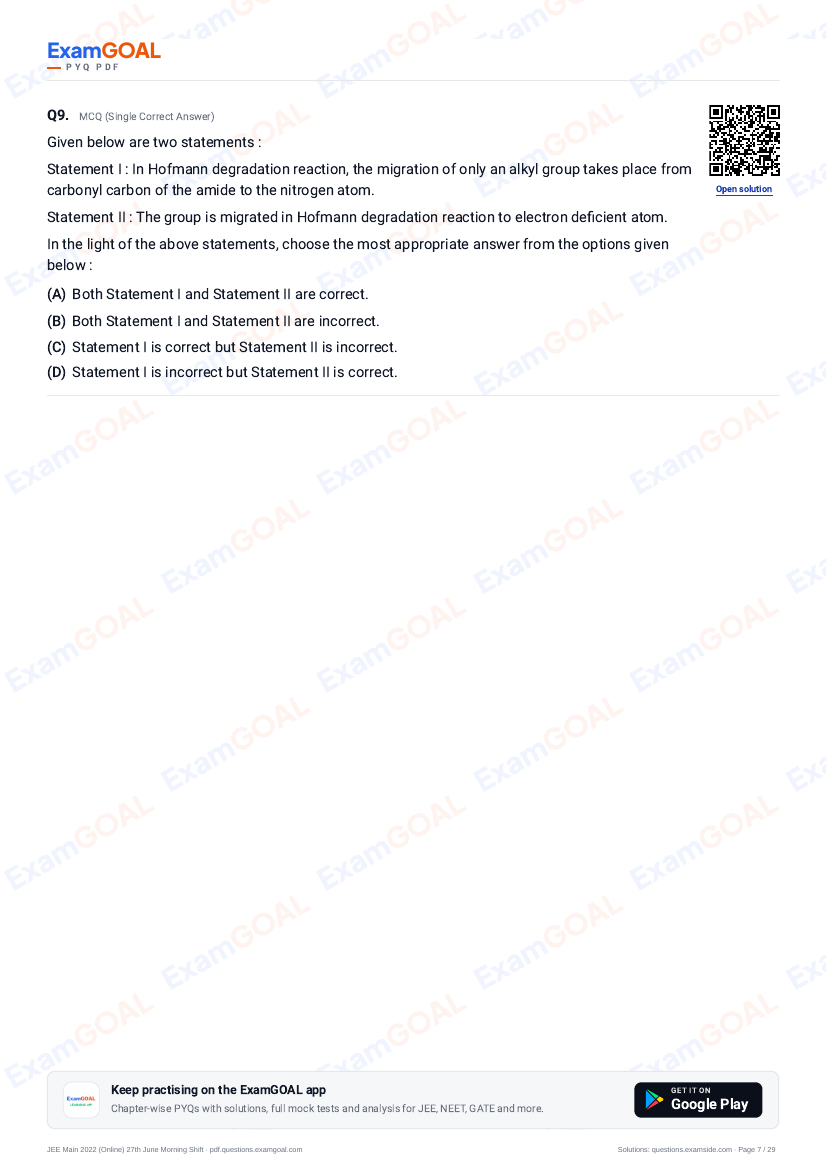 ExamGOAL
PYQ PDF
Q9. MCQ (Single Correct Answer)
Given below are two statements :
Statement I : In Hofmann degradation reaction, the migration of only an alkyl group takes place from
carbonyl carbon of the amide to the nitrogen atom.
Open solution
Statement II : The group is migrated in Hofmann degradation reaction to electron deficient atom.
In the light of the above statements, choose the most appropriate answer from the options given
below :
(A) Both Statement I and Statement II are correct.
(B) Both Statement I and Statement II are incorrect.
(C) Statement I is correct but Statement II is incorrect.
(D) Statement I is incorrect but Statement II is correct.
ExamGOAL
Keep practising on the ExamGOAL app
Chapter-wise PYQs with solutions, full mock tests and analysis for JEE, NEET, GATE and more.
GET IT ON
Google Play
JEE Main 2022 (Online) 27th June Morning Shift · pdf.questions.examgoal.com
Solutions: questions.examside.com · Page 7 / 29